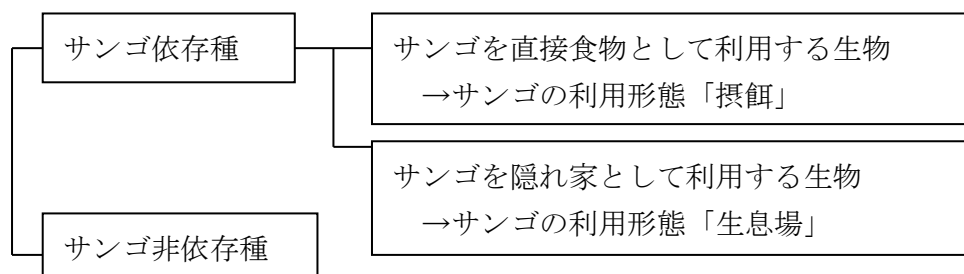 サンゴ依存種
サンゴを直接食物として利用する生物
→サンゴの利用形態「摂餌」
サンゴを隠れ家として利用する生物
→サンゴの利用形態「生息場」
サンゴ非依存種